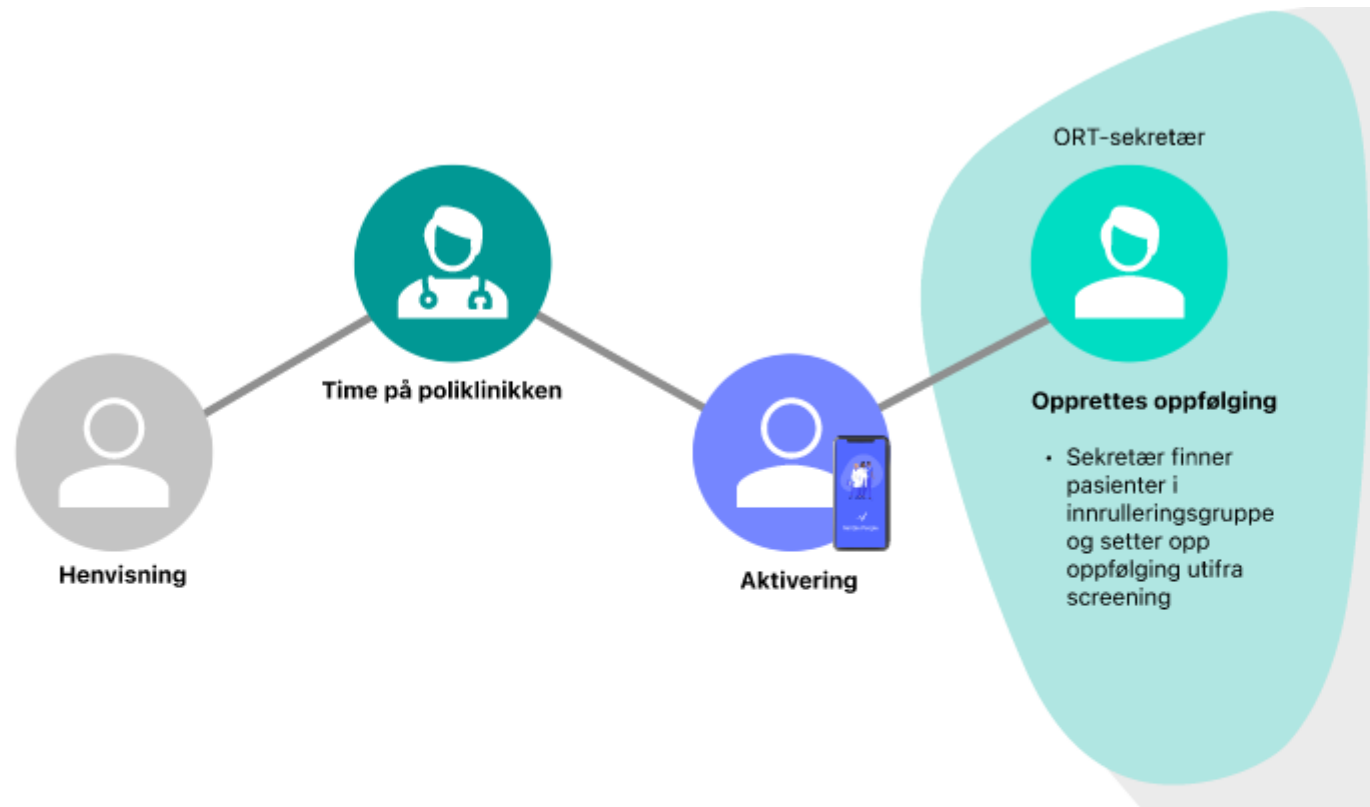 ORT-sekretær
Time på poliklinikken
Opprettes oppfølging
• Sekretær finner
pasienter i
innrulleringsgruppe
og setter opp
oppfølging utifra
screening
Henvisning
Aktivering